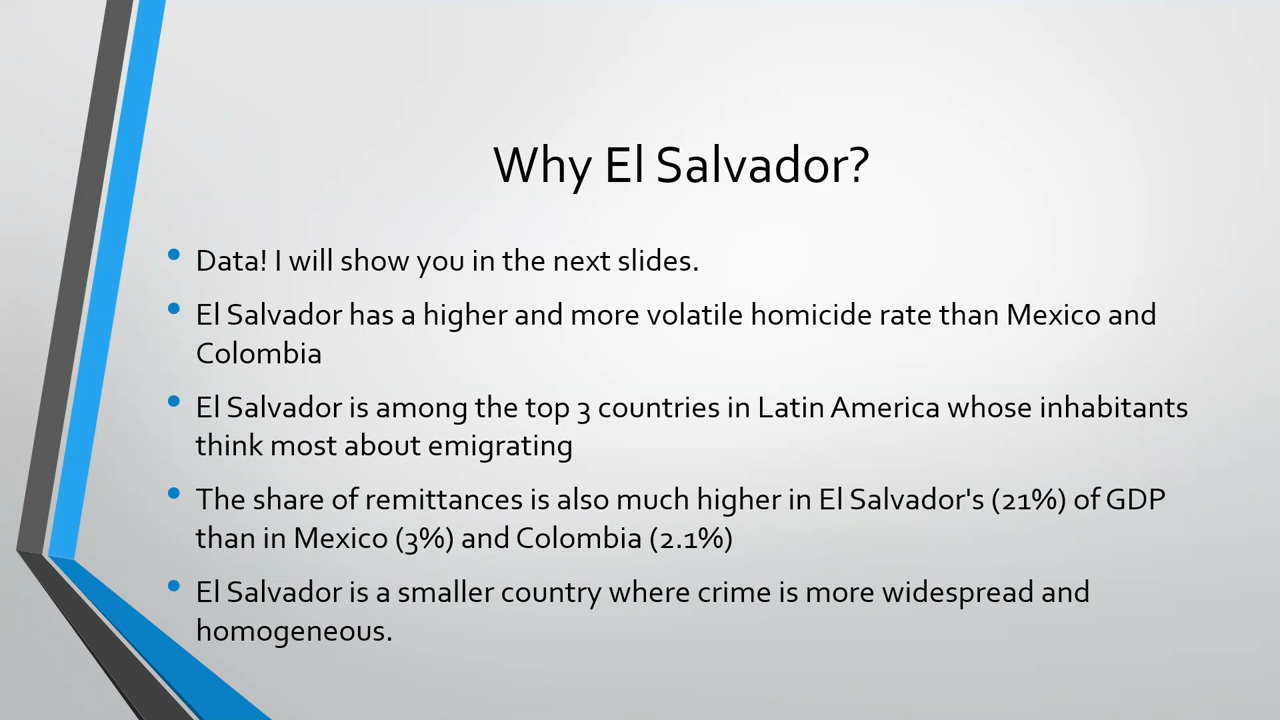 Why El Salvador?
• Data! I will show you in the next slides.
• El Salvador has a higher and more volatile homicide rate than Mexico and
Colombia
• El Salvador is among the top 3 countries in Latin America whose inhabitants
think most about emigrating
• The share of remittances is also much higher in El Salvador's (21%) of GDP
than in Mexico (3%) and Colombia (2.1%)
• El Salvador is a smaller country where crime is more widespread and
homogeneous.